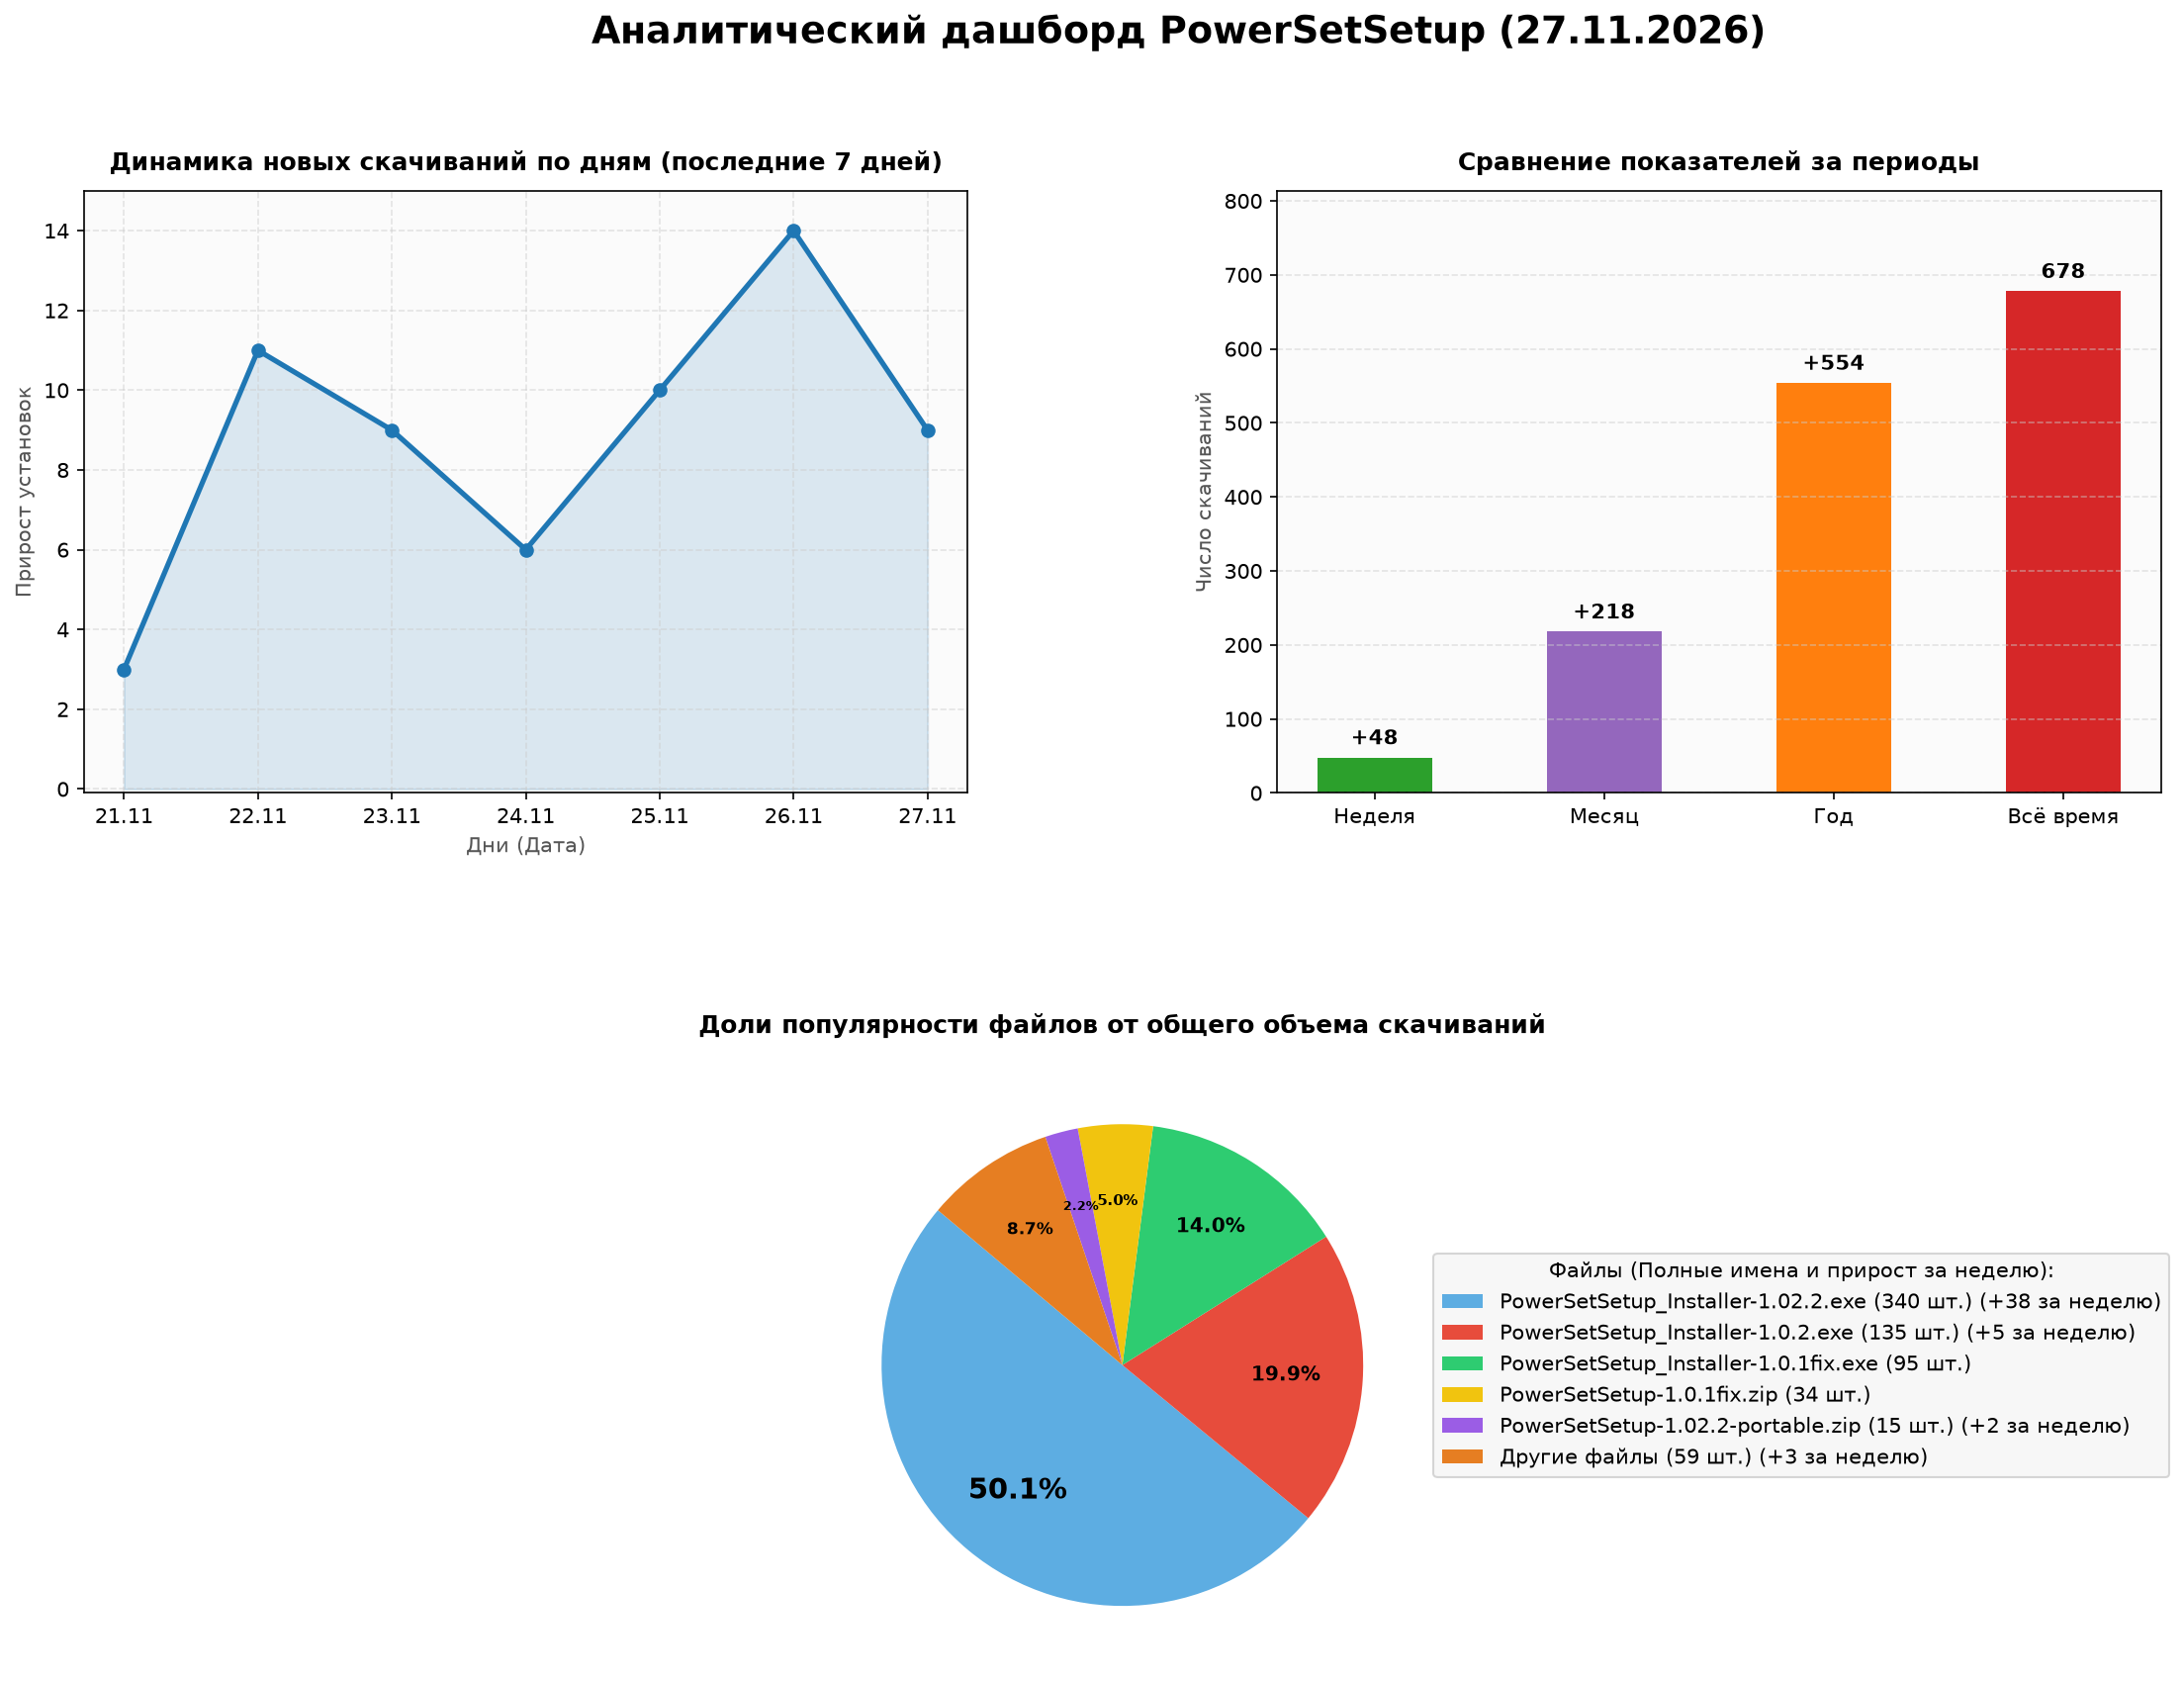 Аналитический дашборд PowerSetSetup (27.11.2026)
Динамика новых скачиваний по дням (последние 7 дней)
Прирост установок
14
12
10
8
6
4
2
0
21.11 22.11 23.11 24.11 25.11 26.11 27.11
Дни (Дата)
Сравнение показателей за периоды
Число скачиваний
800
700
600
500
400
300
200
100
0
+48
+218
+554
678
Неделя Месяц Год Всё время
Доли популярности файлов от общего объема скачиваний
50.1%
19.9%
14.0%
5.0%
2.2%
8.7%
Файлы (Полные имена и прирост за неделю):
PowerSetSetup_Installer-1.02.2.exe (340 шт.) (+38 за неделю)
PowerSetSetup_Installer-1.0.2.exe (135 шт.) (+5 за неделю)
PowerSetSetup_Installer-1.0.1fix.exe (95 шт.)
PowerSetSetup-1.0.1fix.zip (34 шт.)
PowerSetSetup-1.02.2-portable.zip (15 шт.) (+2 за неделю)
Другие файлы (59 шт.) (+3 за неделю)